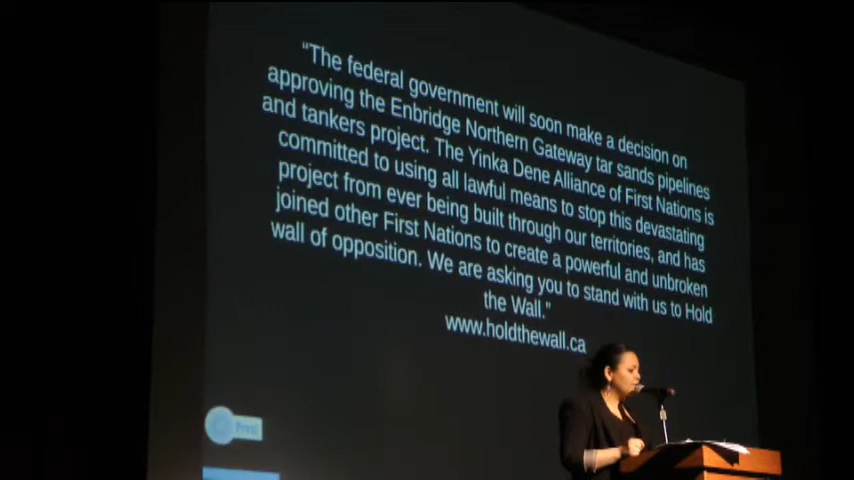 "The federal government will soon make a decision on
approving the Enbridge Northern Gateway tar sands pipelines
and tankers project. The Yinka Dene Alliance of First Nations is
committed to using all lawful means to stop this devastating
project from ever being built through our territories, and has
joined other First Nations to create a powerful and unbroken
wall of opposition. We are asking you to stand with us to Hold
the Wall."
www.holdthewall.ca
Prezi